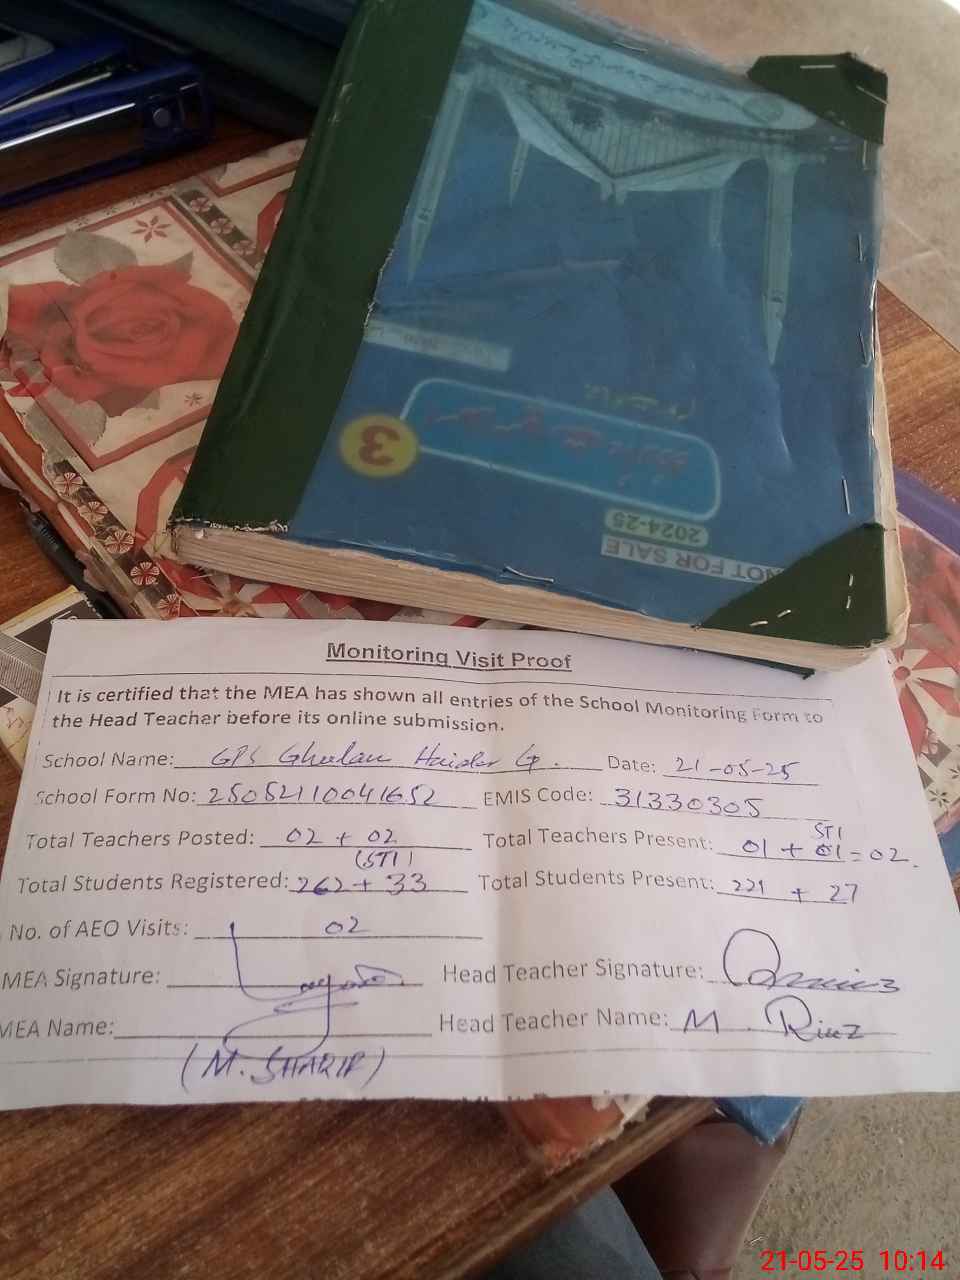 3
2024-25
NOT FOR SALE
Monitoring Visit Proof
It is certified that the MEA has shown all entries of the School Monitoring Form to
the Head Teacher before its online submission.
School Name: GPS Ghulam Haider Gp. Date: 21-05-25
School Form No: 25052110041652 EMIS Code: 31330305
Total Teachers Posted: 02 + 02 (STI) Total Teachers Present: 01 + 01 STI = 02.
Total Students Registered: 262 + 33 Total Students Present: 221 + 27
No. of AEO Visits: 02
MEA Signature: Head Teacher Signature:
MEA Name: Head Teacher Name: M. Riaz
(M. SHARIF)
21-05-25 10:14